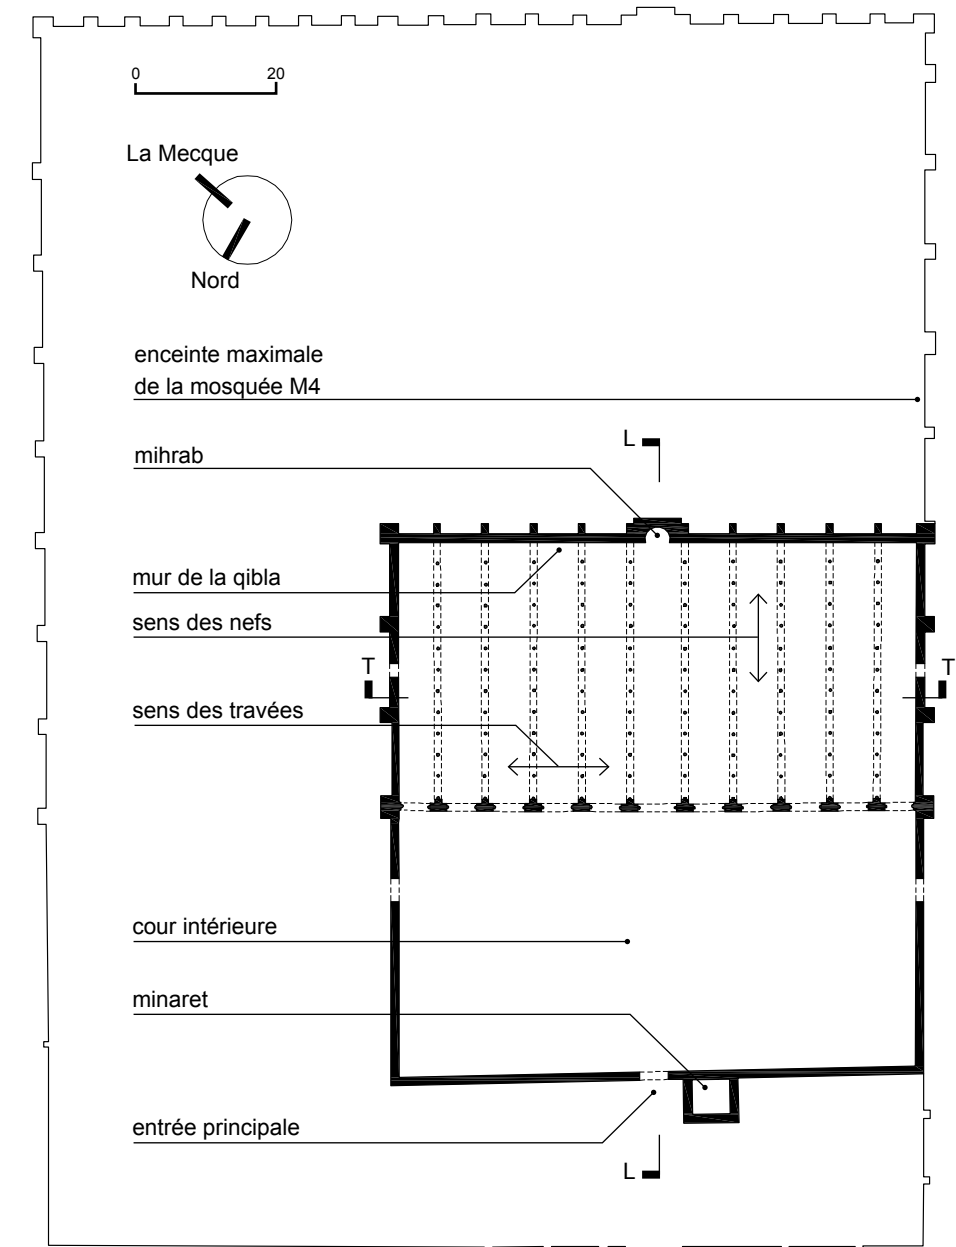 0 20
La Mecque
Nord
enceinte maximale
de la mosquée M4
L
mihrab
mur de la qibla
sens des nefs
T T
sens des travées
cour intérieure
minaret
entrée principale
L